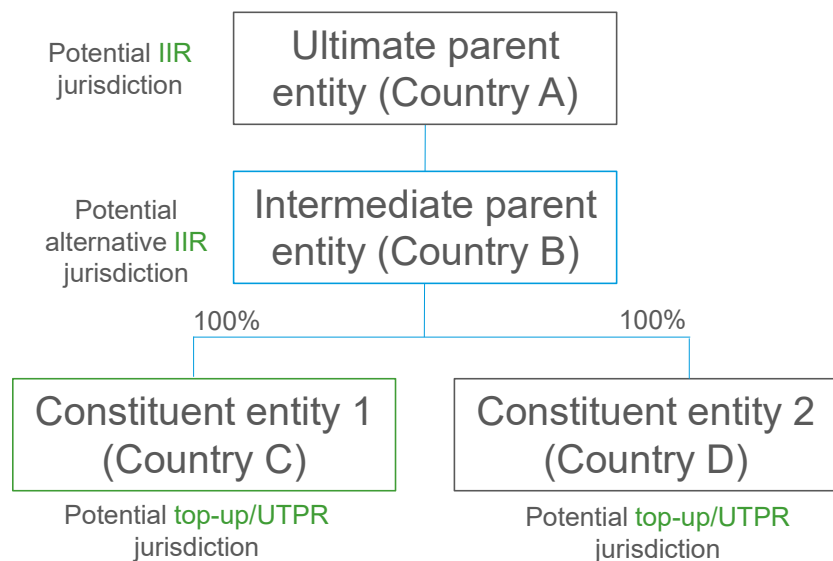 Potential IIR
jurisdiction
Ultimate parent
entity (Country A)
Potential
alternative IIR
jurisdiction
Intermediate parent
entity (Country B)
100%
100%
Constituent entity 1
(Country C)
Constituent entity 2
(Country D)
Potential top-up/UTPR
jurisdiction
Potential top-up/UTPR
jurisdiction